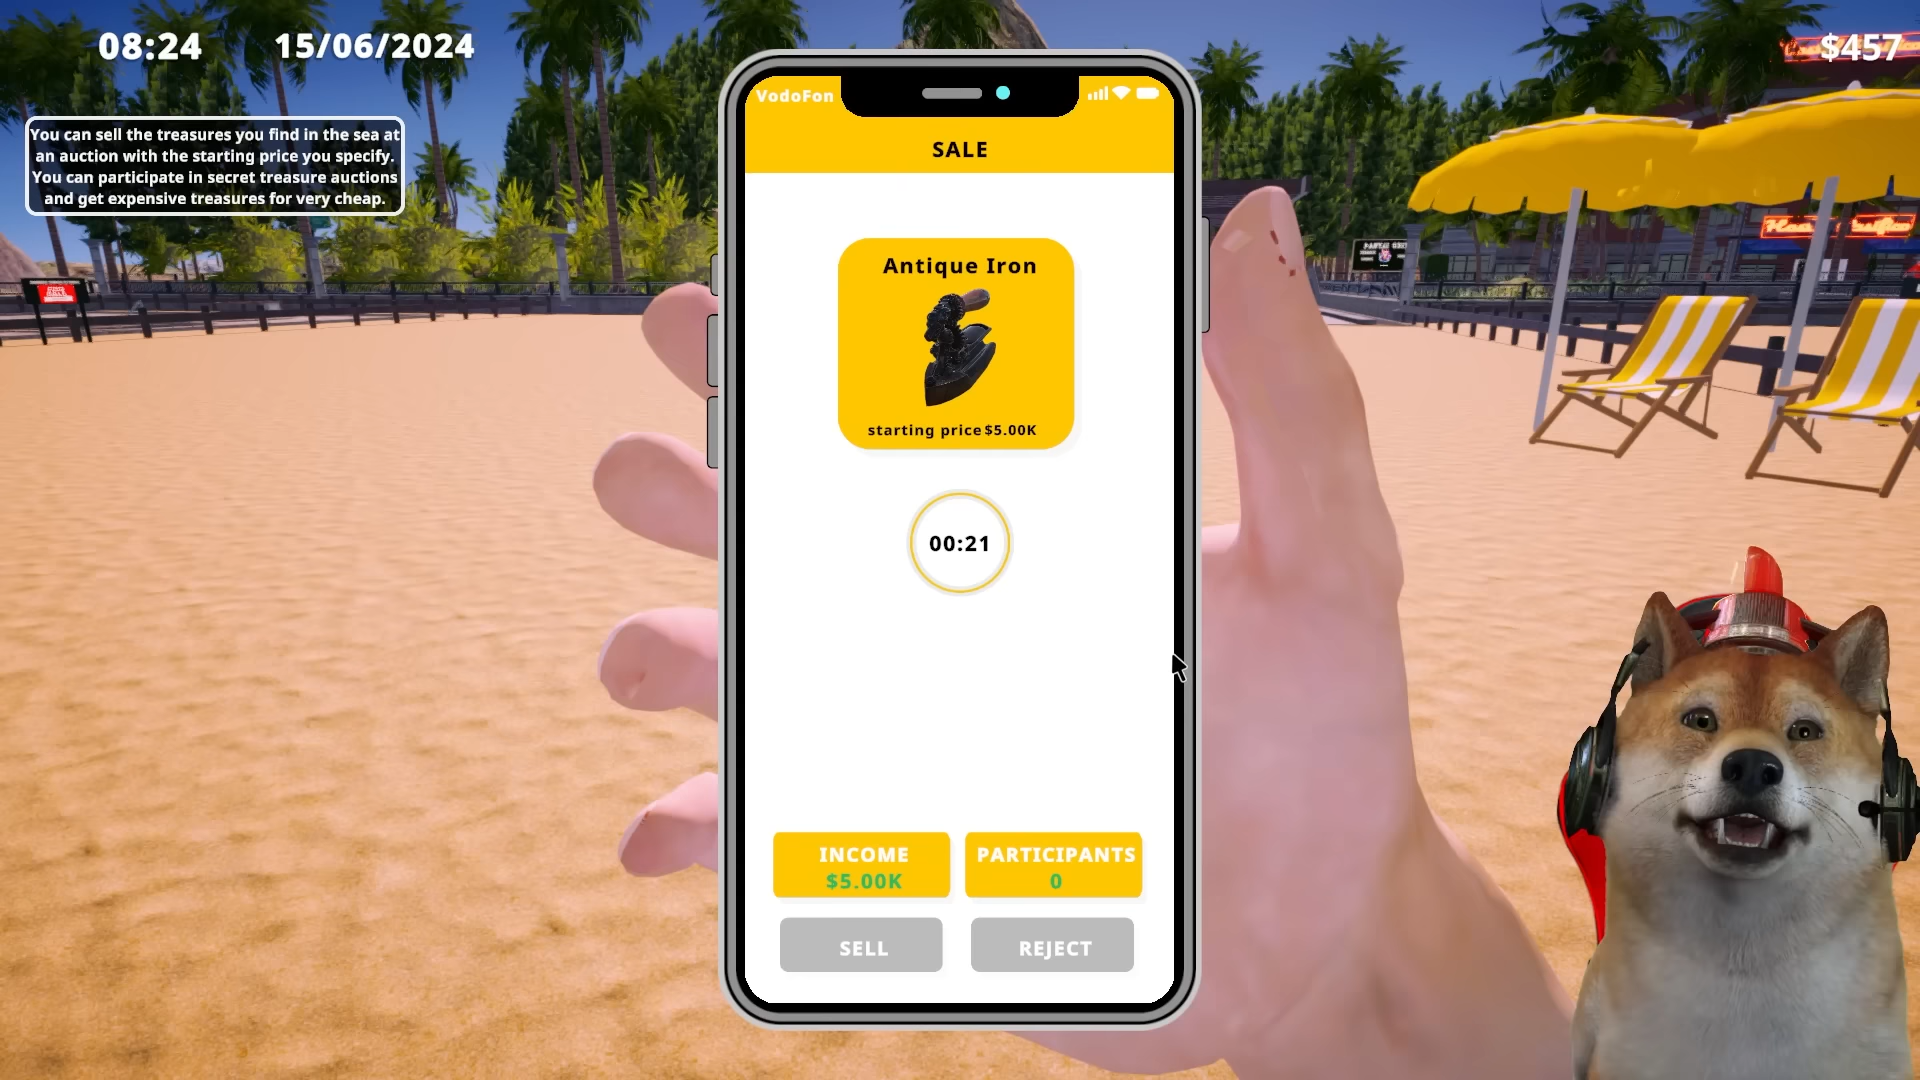 08:24
15/06/2024
$457
You can sell the treasures you find in the sea at
an auction with the starting price you specify.
You can participate in secret treasure auctions
and get expensive treasures for very cheap.
VodoFon
SALE
Antique Iron
starting price $5.00K
00:21
INCOME
$5.00K
PARTICIPANTS
0
SELL
REJECT